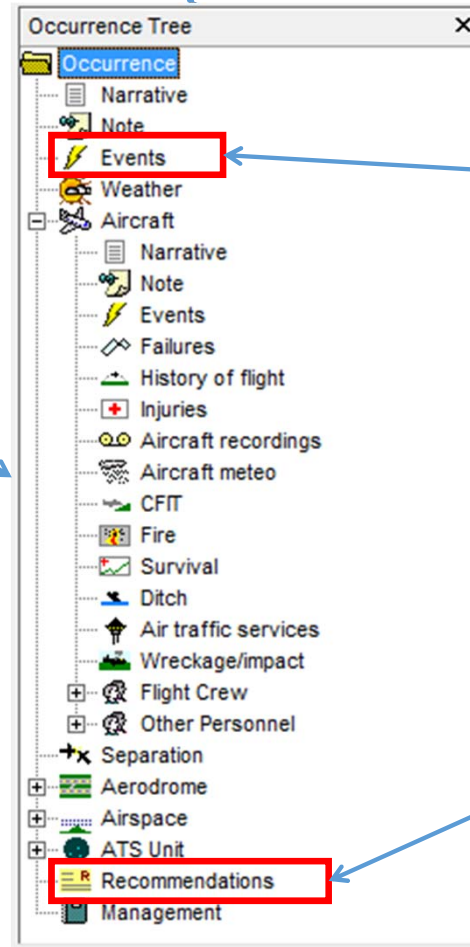 Occurrence Tree
Occurrence
Narrative
Note
Events
Weather
Aircraft
Narrative
Note
Events
Failures
History of flight
Injuries
Aircraft recordings
Aircraft meteo
CFIT
Fire
Survival
Ditch
Air traffic services
Wreckage/impact
Flight Crew
Other Personnel
Separation
Aerodrome
Airspace
ATS Unit
Recommendations
Management